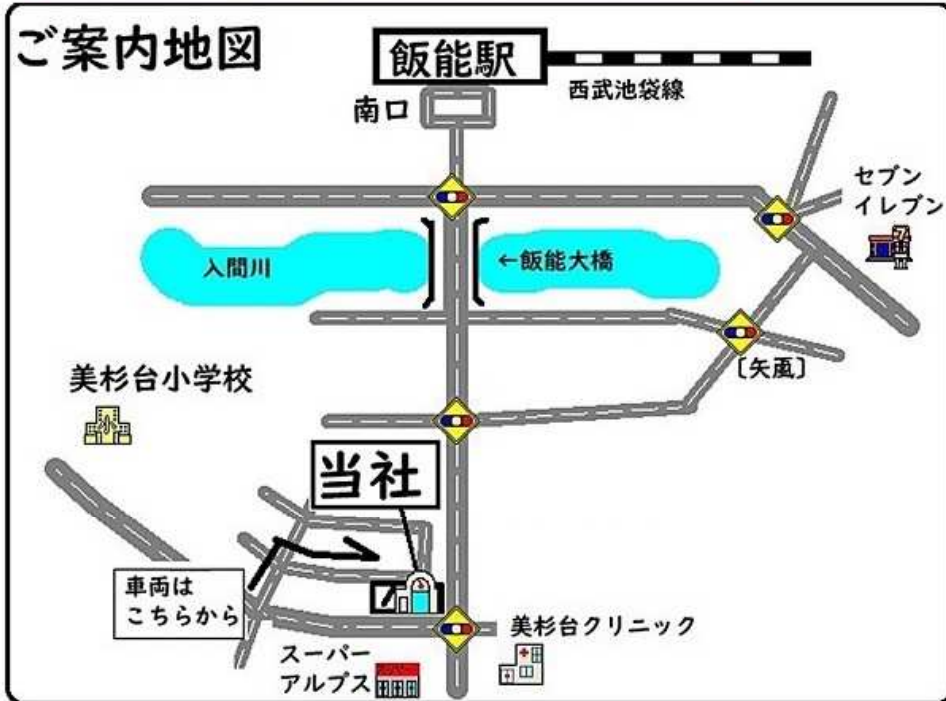 ご案内地図
飯能駅
西武池袋線
南口
セブン
イレブン
入間川
←飯能大橋
〔矢颪〕
美杉台小学校
小
当社
車両は
こちらから
美杉台クリニック
スーパー
アルプス